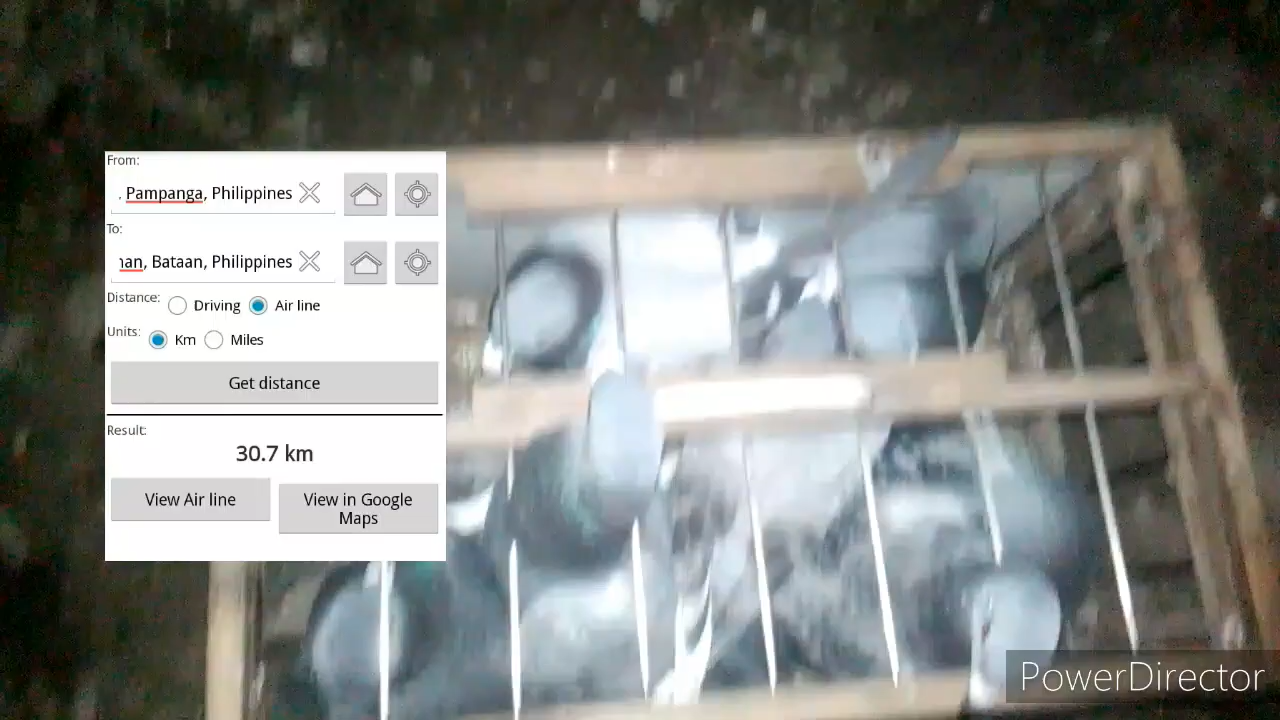 From:
, Pampanga, Philippines
To:
nan, Bataan, Philippines
Distance:
Driving
Air line
Units:
Km
Miles
Get distance
Result:
30.7 km
View Air line
View in Google
Maps
PowerDirector